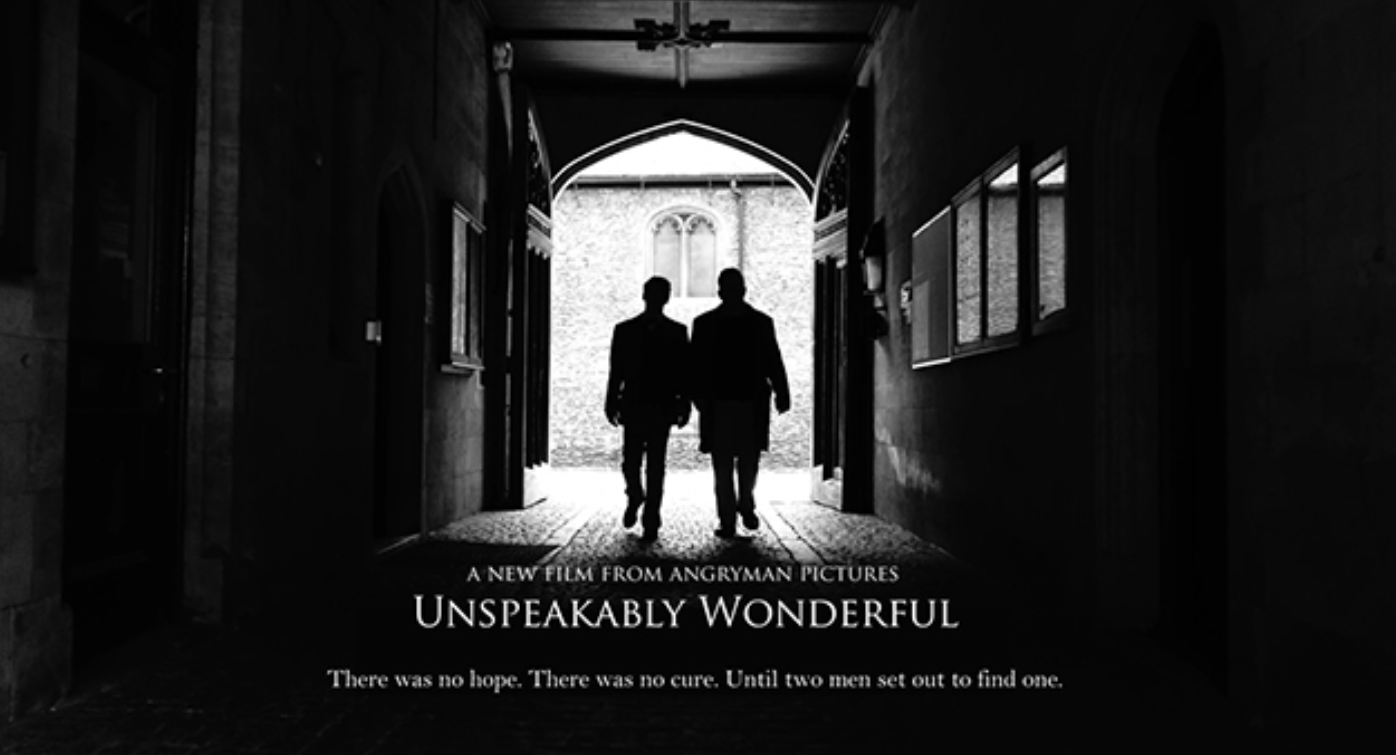 A NEW FILM FROM ANGRYMAN PICTURES
UNSPEAKABLY WONDERFUL
There was no hope. There was no cure. Until two men set out to find one.